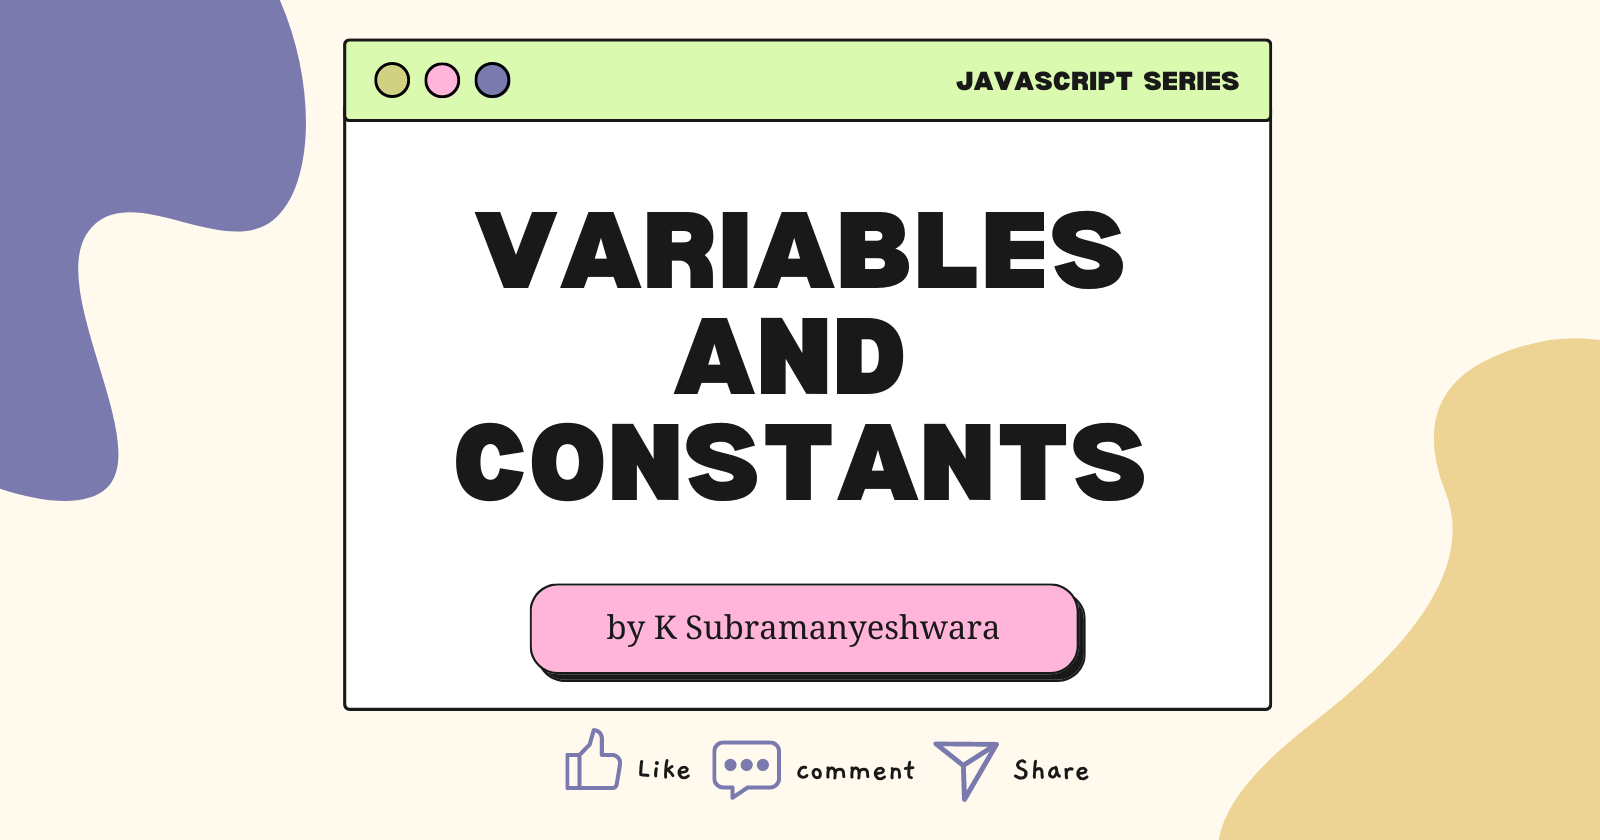 JAVASCRIPT SERIES
VARIABLES
AND
CONSTANTS
by K Subramanyeshwara
Like comment Share